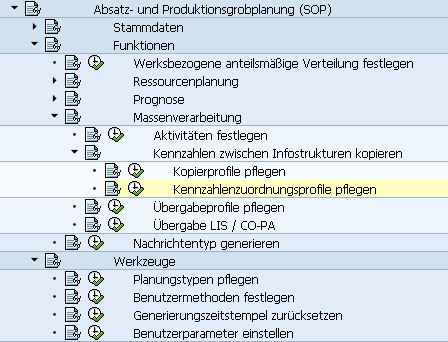 Absatz- und Produktionsgrobplanung (SOP)
Stammdaten
Funktionen
Werksbezogene anteilsmäßige Verteilung festlegen
Ressourcenplanung
Prognose
Massenverarbeitung
Aktivitäten festlegen
Kennzahlen zwischen Infostrukturen kopieren
Kopierprofile pflegen
Kennzahlenzuordnungsprofile pflegen
Übergabeprofile pflegen
Übergabe LIS / CO-PA
Nachrichtentyp generieren
Werkzeuge
Planungstypen pflegen
Benutzermethoden festlegen
Generierungszeitstempel zurücksetzen
Benutzerparameter einstellen